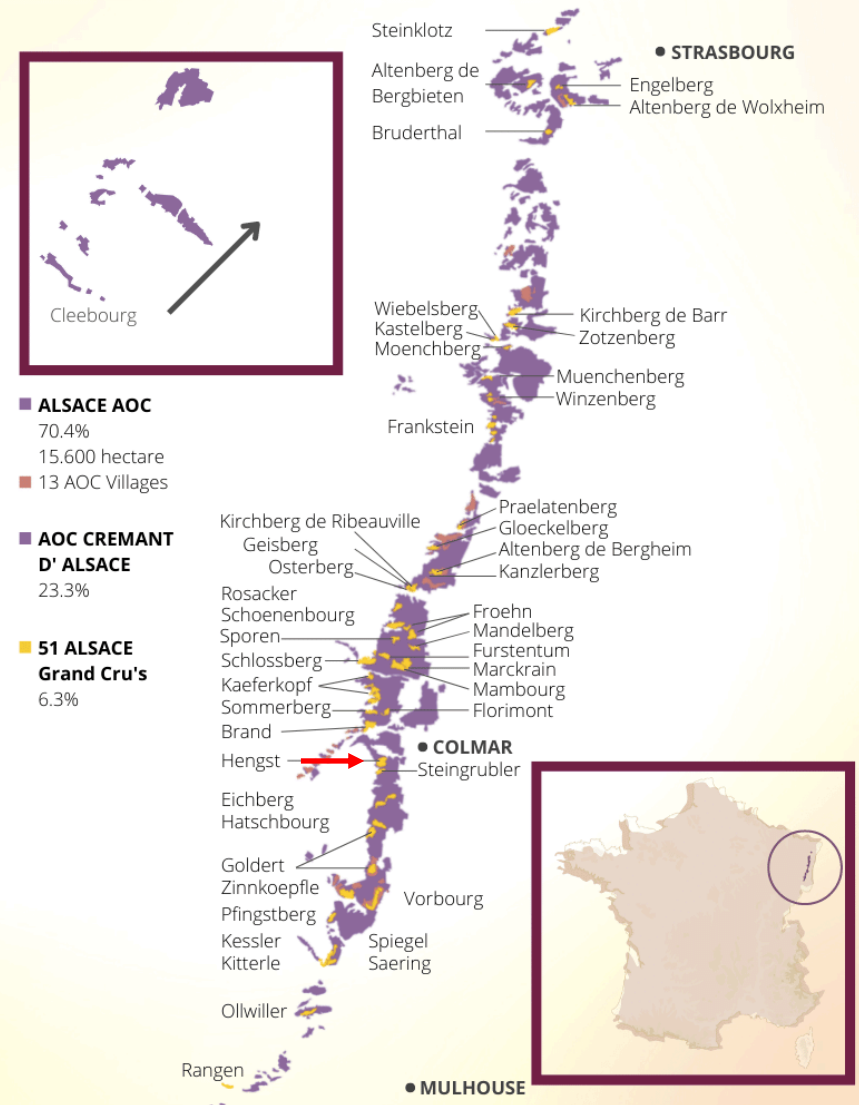 Steinklotz
STRASBOURG
Altenberg de
Bergbieten
Engelberg
Altenberg de Wolxheim
Bruderthal
Cleebourg
Wiebelsberg
Kastelberg
Moenchberg
Kirchberg de Barr
Zotzenberg
Muenchenberg
Winzenberg
Frankstein
ALSACE AOC
70.4%
15.600 hectare
13 AOC Villages
AOC CREMANT
D' ALSACE
23.3%
51 ALSACE
Grand Cru's
6.3%
Praelatenberg
Kirchberg de Ribeauville
Gloeckelberg
Geisberg
Altenberg de Bergheim
Osterberg
Kanzlerberg
Rosacker
Schoenenbourg
Froehn
Sporen
Mandelberg
Furstentum
Schlossberg
Marckrain
Kaeferkopf
Mambourg
Sommerberg
Florimont
Brand
COLMAR
Hengst
Steingrubler
Eichberg
Hatschbourg
Goldert
Zinnkoepfle
Vorbourg
Pfingstberg
Kessler
Spiegel
Kitterle
Saering
Ollwiller
Rangen
MULHOUSE